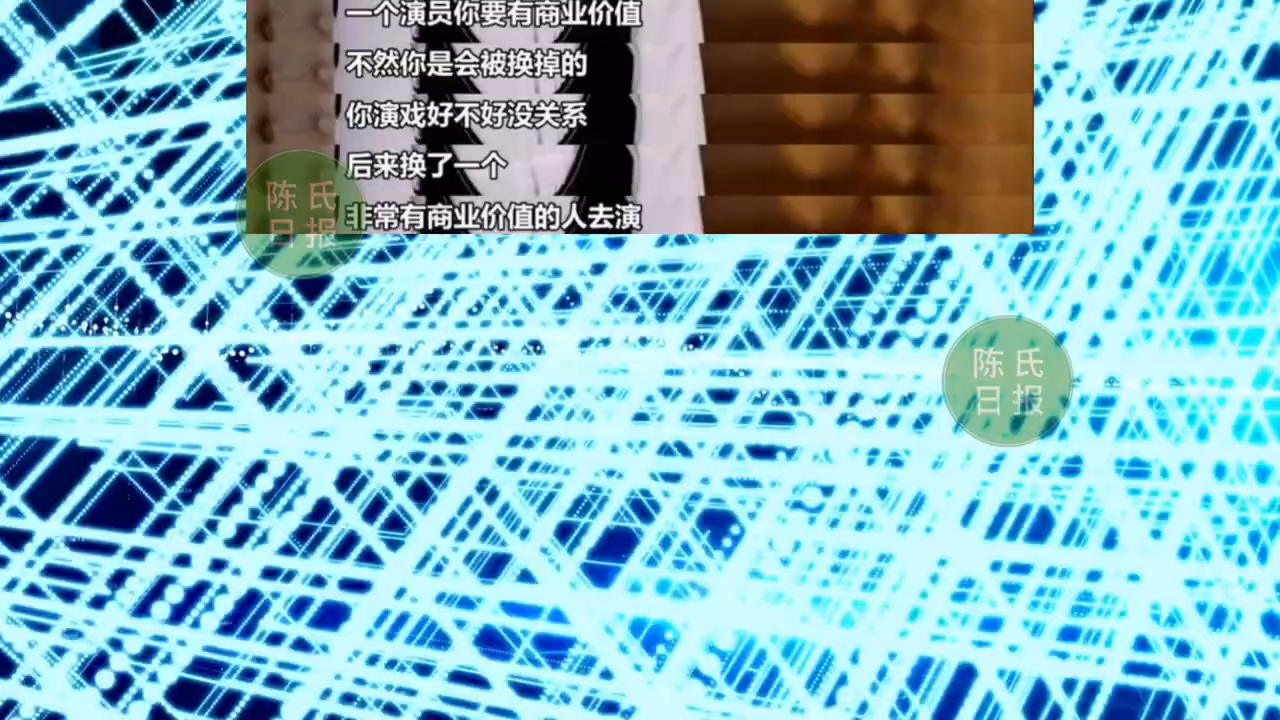 一个演员你要有商业价值
不然你是会被换掉的
你演戏好不好没关系
后来换了一个
非常有商业价值的人去演
陈氏
日报
陈氏
日报